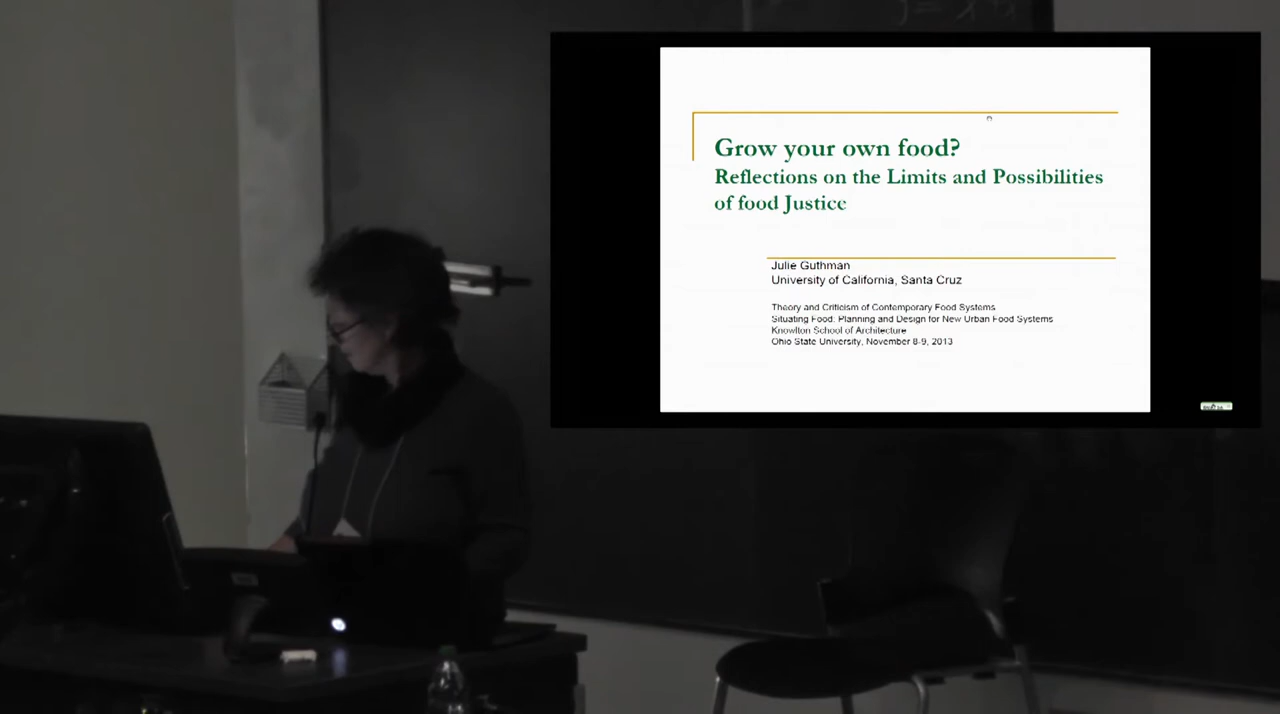 Grow your own food?
Reflections on the Limits and Possibilities
of food Justice
Julie Guthman
University of California, Santa Cruz
Theory and Criticism of Contemporary Food Systems
Situating Food: Planning and Design for New Urban Food Systems
Knowlton School of Architecture
Ohio State University, November 8-9, 2013